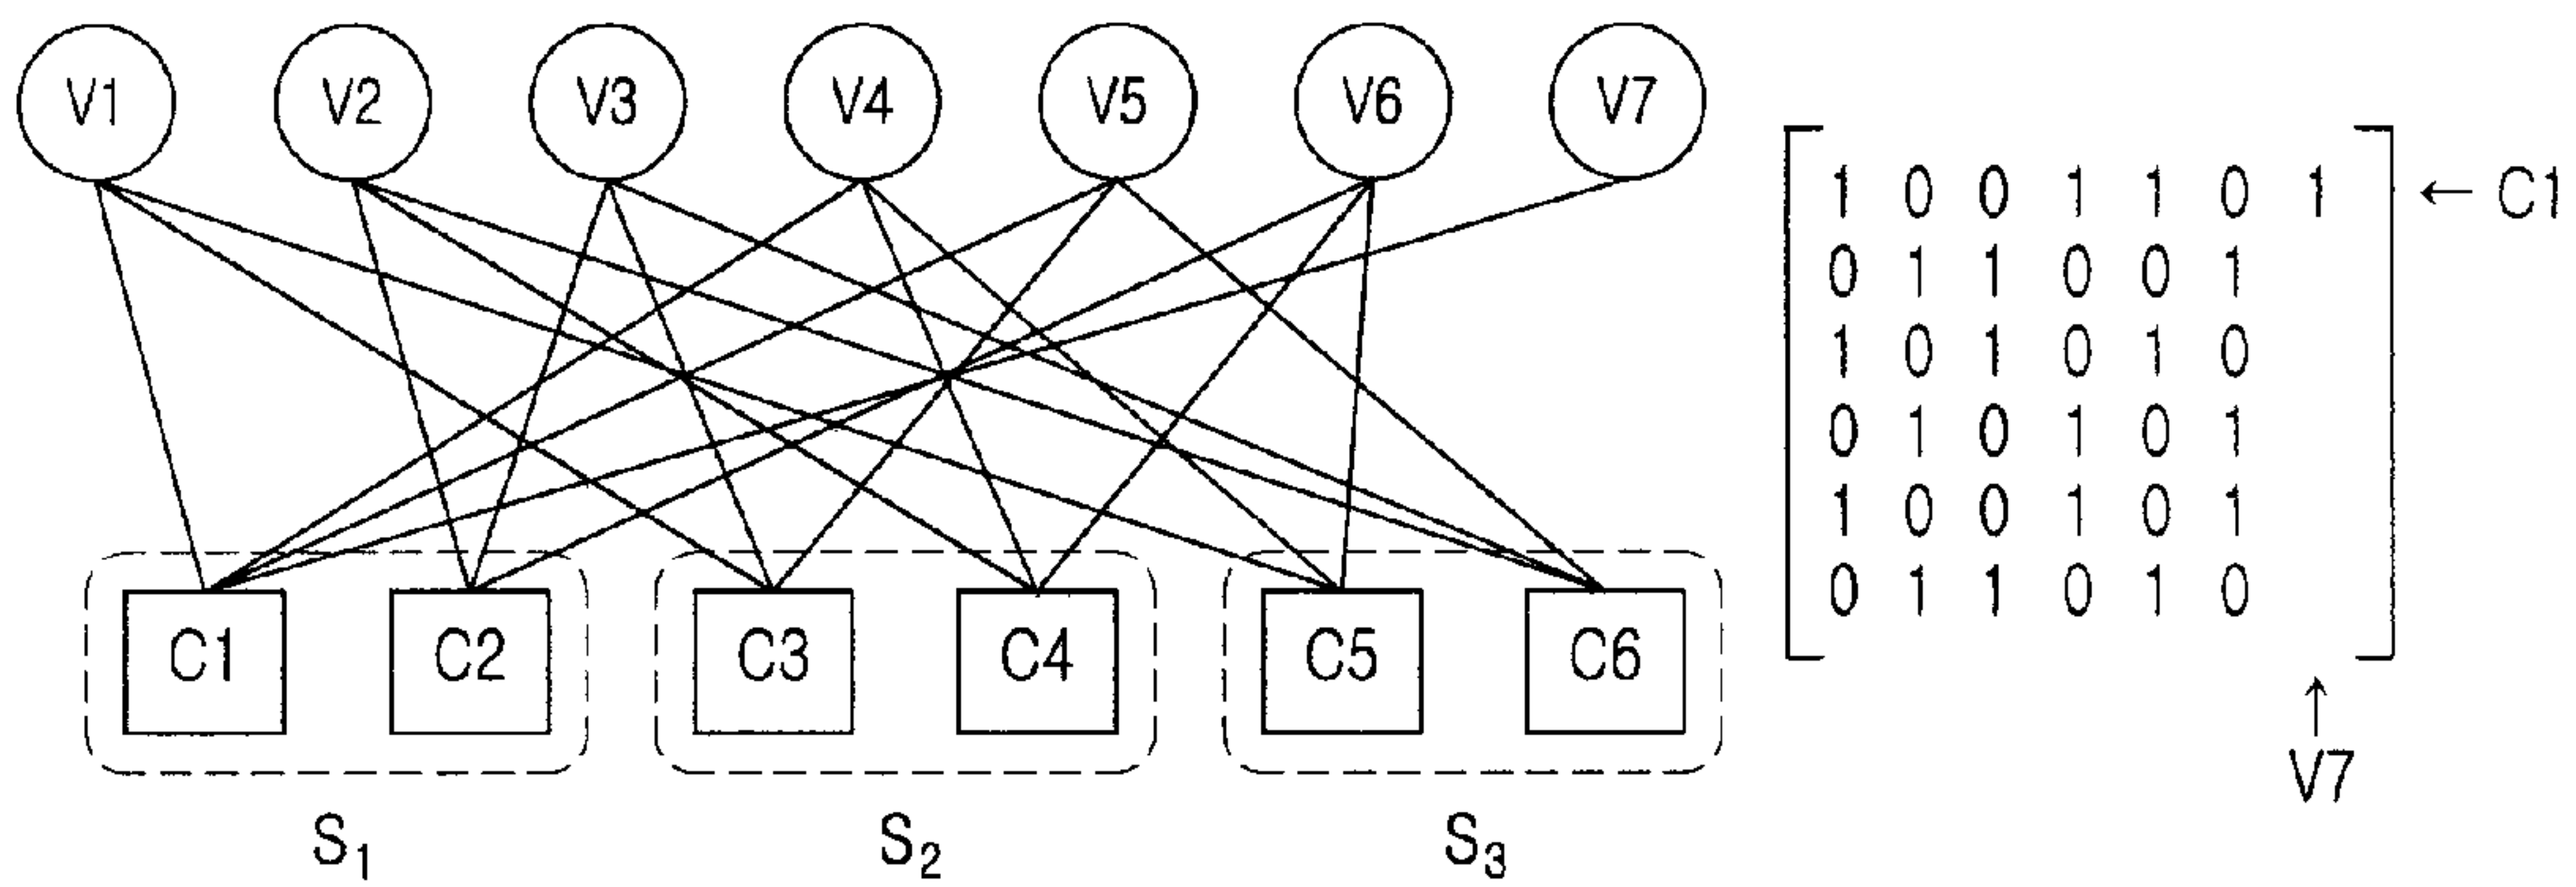 V1 V2 V3 V4 V5 V6 V7
1 0 0 1 1 0 1 ← C1
0 1 1 0 0 1
1 0 1 0 1 0
0 1 0 1 0 1
1 0 0 1 0 1
0 1 1 0 1 0
C1 C2 C3 C4 C5 C6
↑
V7
S1 S2 S3